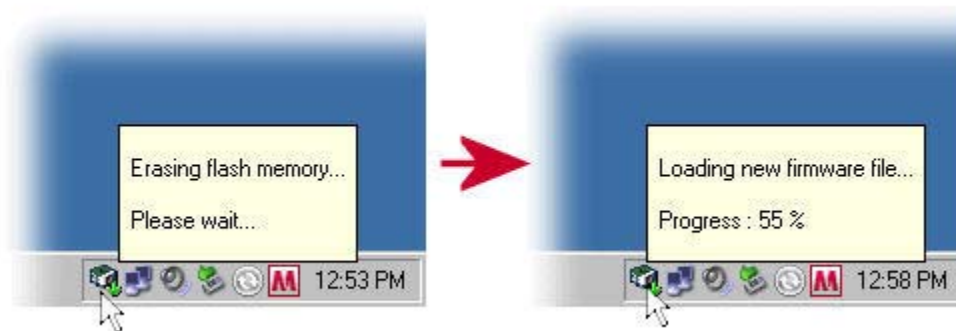 Erasing flash memory...
Please wait...
M 12:53 PM
Loading new firmware file...
Progress : 55 %
M 12:58 PM